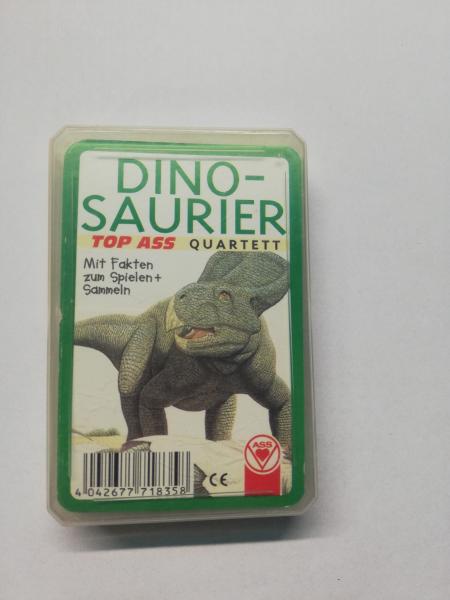 DINO-
SAURIER
TOP ASS QUARTETT
Mit Fakten
zum Spielen+
Sammeln
ASS
4 042677 718358
CE